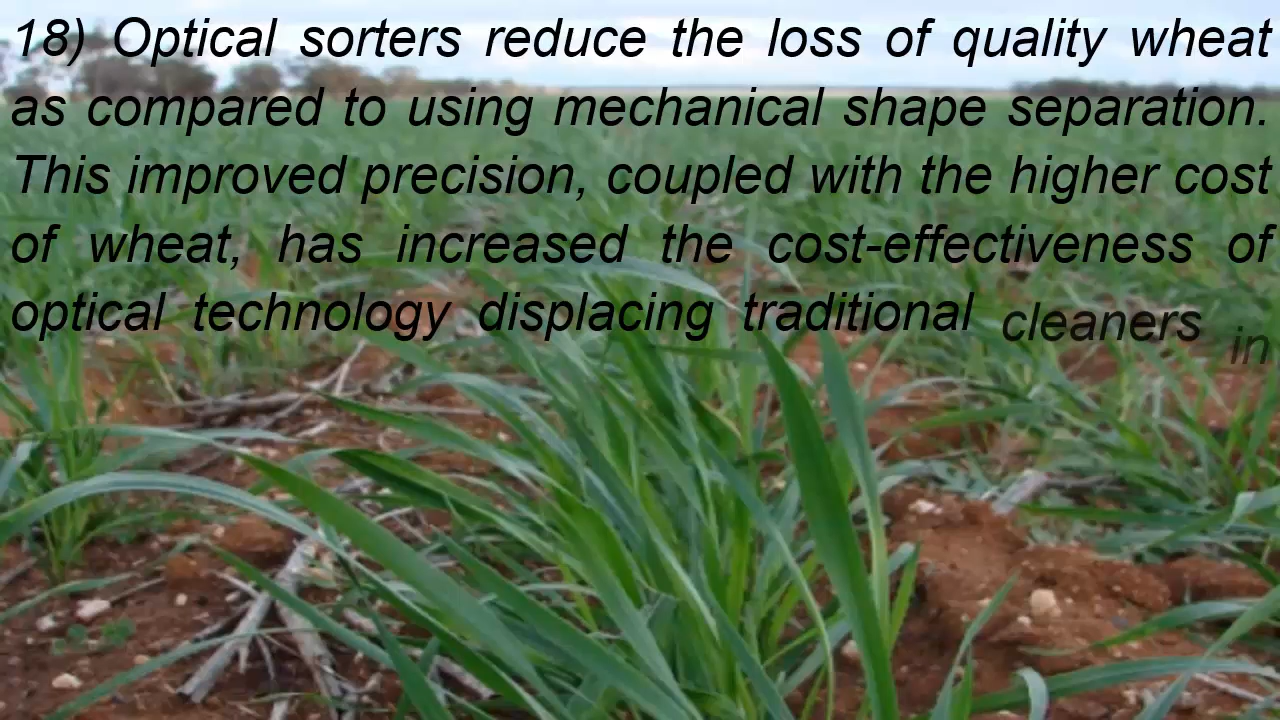 18) Optical sorters reduce the loss of quality wheat
as compared to using mechanical shape separation.
This improved precision, coupled with the higher cost
of wheat, has increased the cost-effectiveness of
optical technology displacing traditional cleaners in